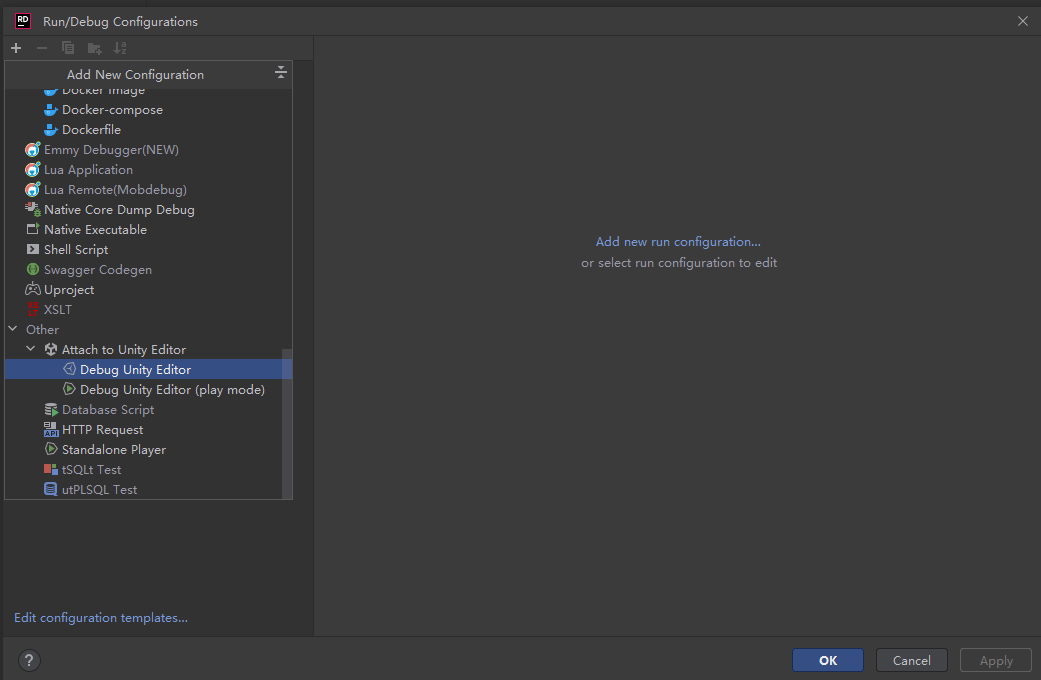 RD
Run/Debug Configurations
Add New Configuration
Docker Image
Docker-compose
Dockerfile
Emmy Debugger(NEW)
Lua Application
Lua Remote(Mobdebug)
Native Core Dump Debug
Native Executable
Shell Script
Swagger Codegen
Uproject
XSLT
Other
Attach to Unity Editor
Debug Unity Editor
Debug Unity Editor (play mode)
Database Script
API
HTTP Request
Standalone Player
tSQLt Test
utPLSQL Test
Add new run configuration...
or select run configuration to edit
Edit configuration templates...
?
OK
Cancel
Apply